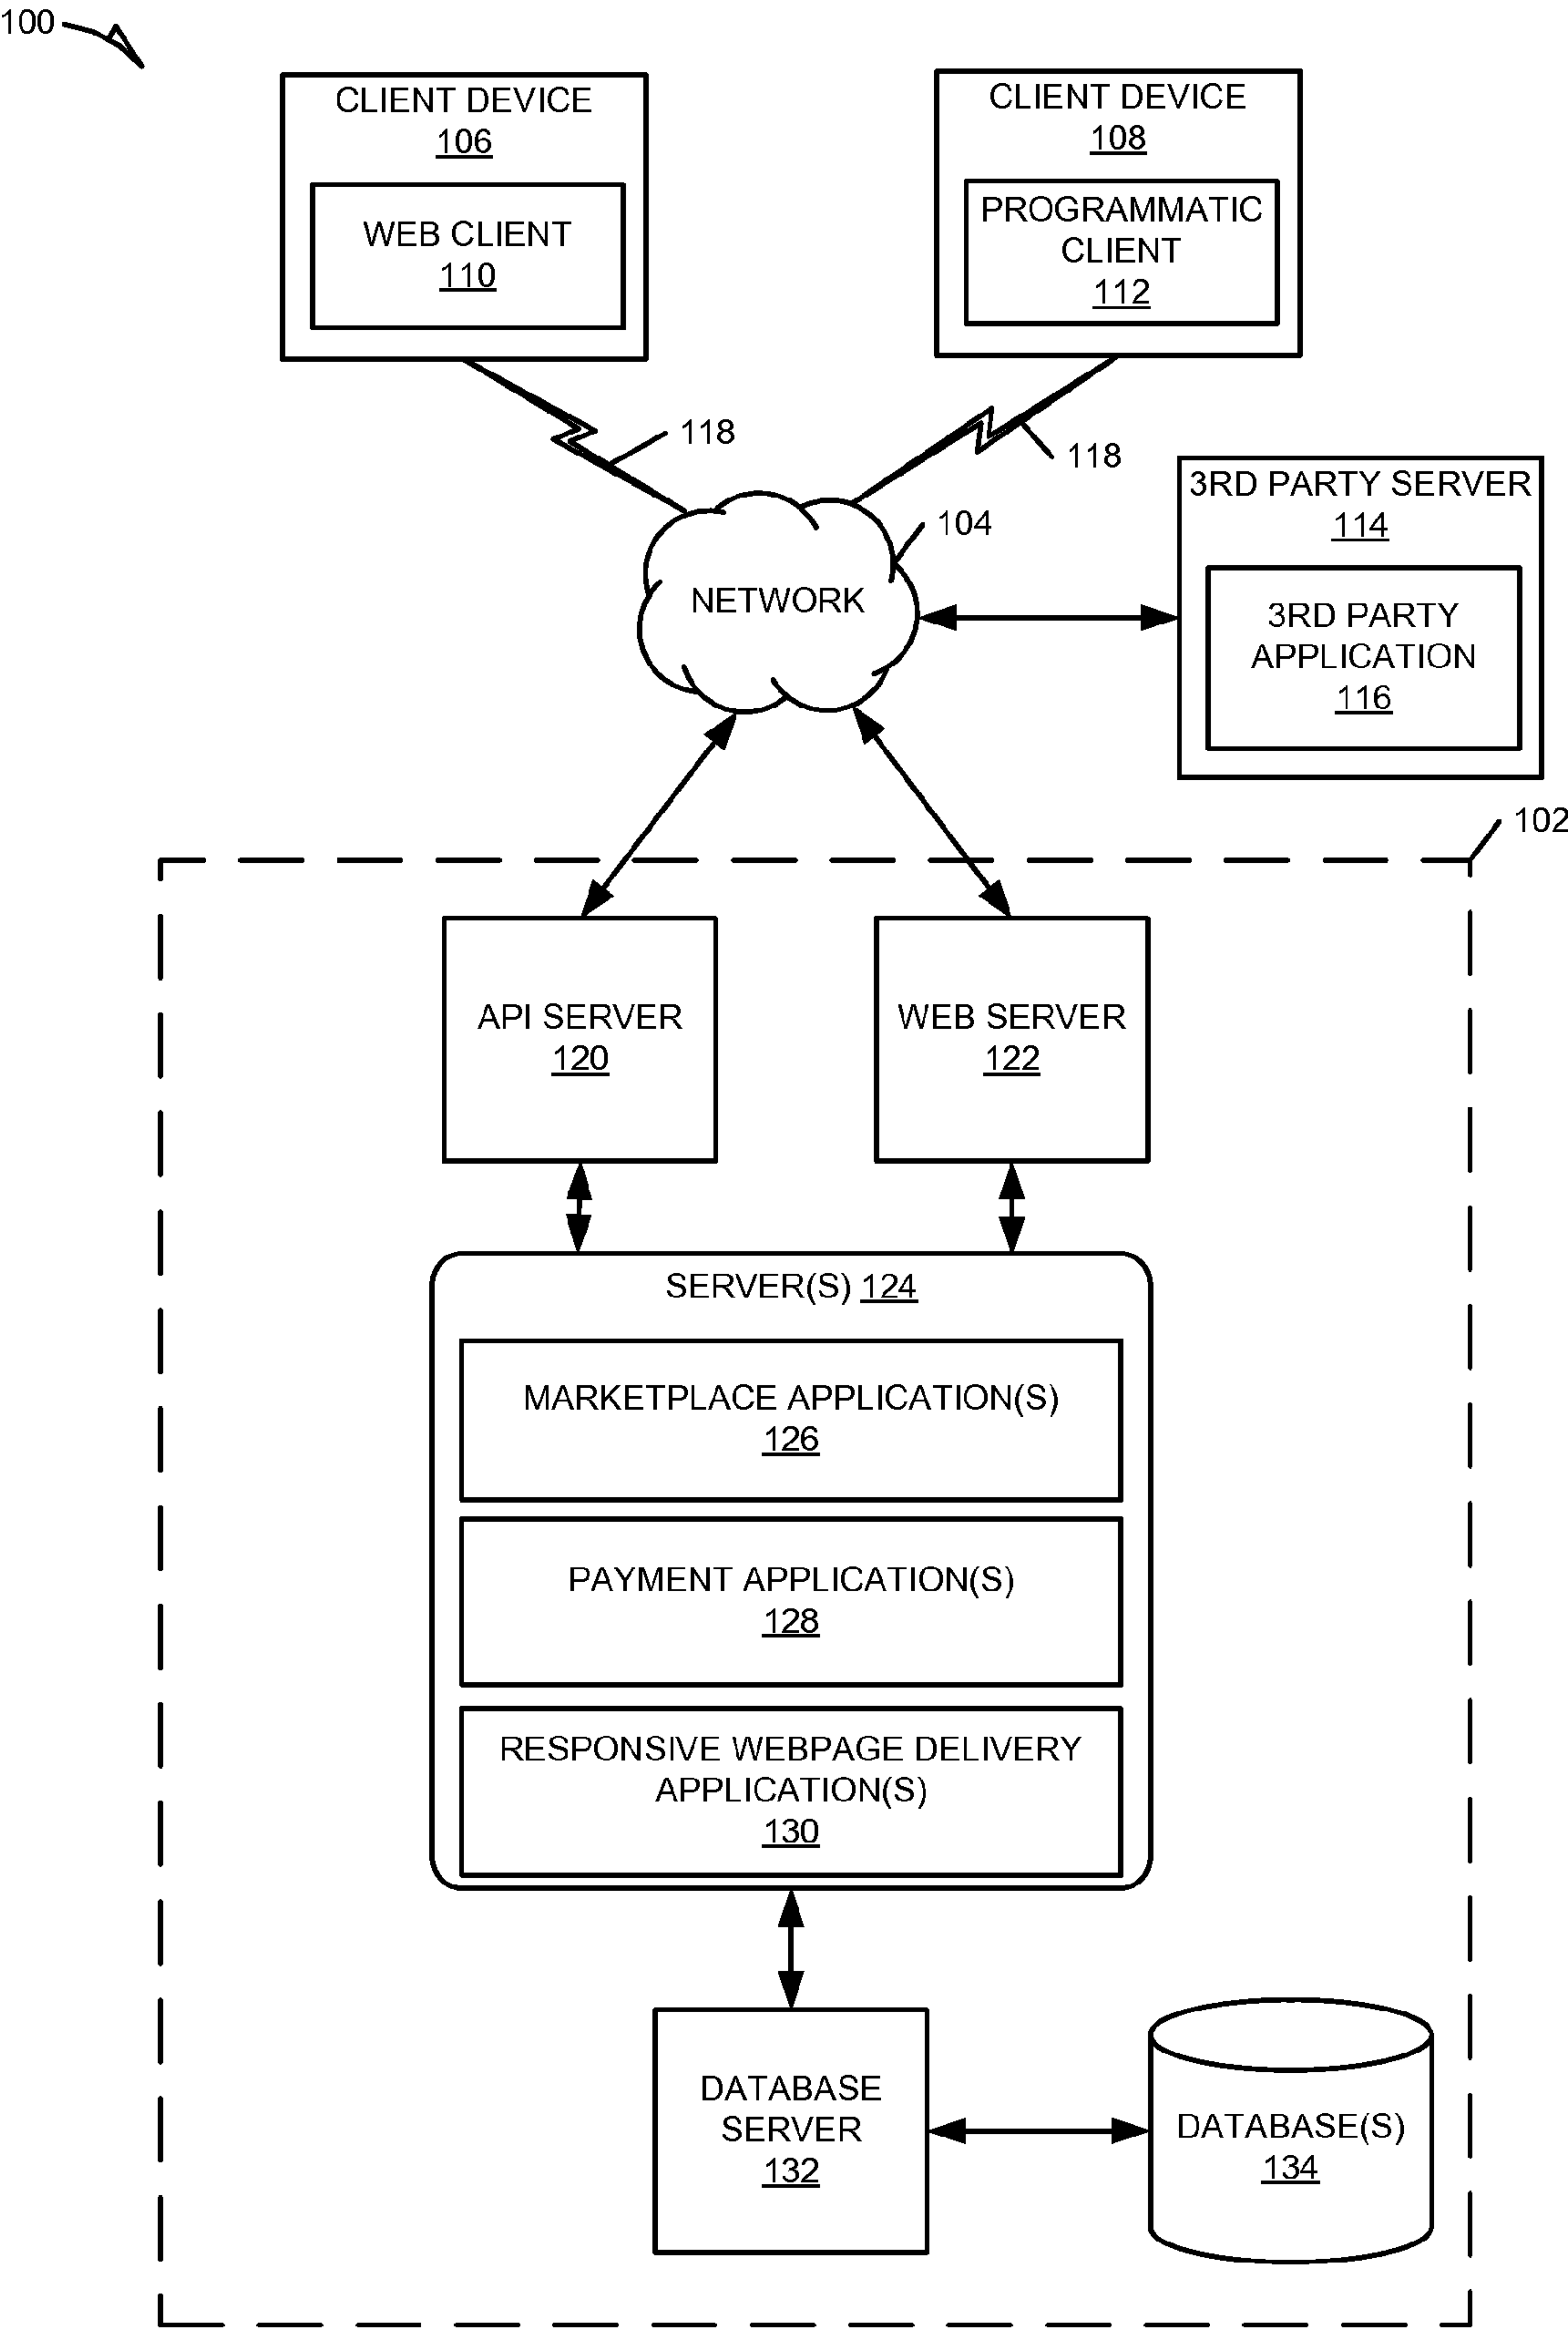 100
CLIENT DEVICE
106
WEB CLIENT
110
CLIENT DEVICE
108
PROGRAMMATIC
CLIENT
112
118
118
3RD PARTY SERVER
114
3RD PARTY
APPLICATION
116
104
NETWORK
102
API SERVER
120
WEB SERVER
122
SERVER(S) 124
MARKETPLACE APPLICATION(S)
126
PAYMENT APPLICATION(S)
128
RESPONSIVE WEBPAGE DELIVERY
APPLICATION(S)
130
DATABASE
SERVER
132
DATABASE(S)
134